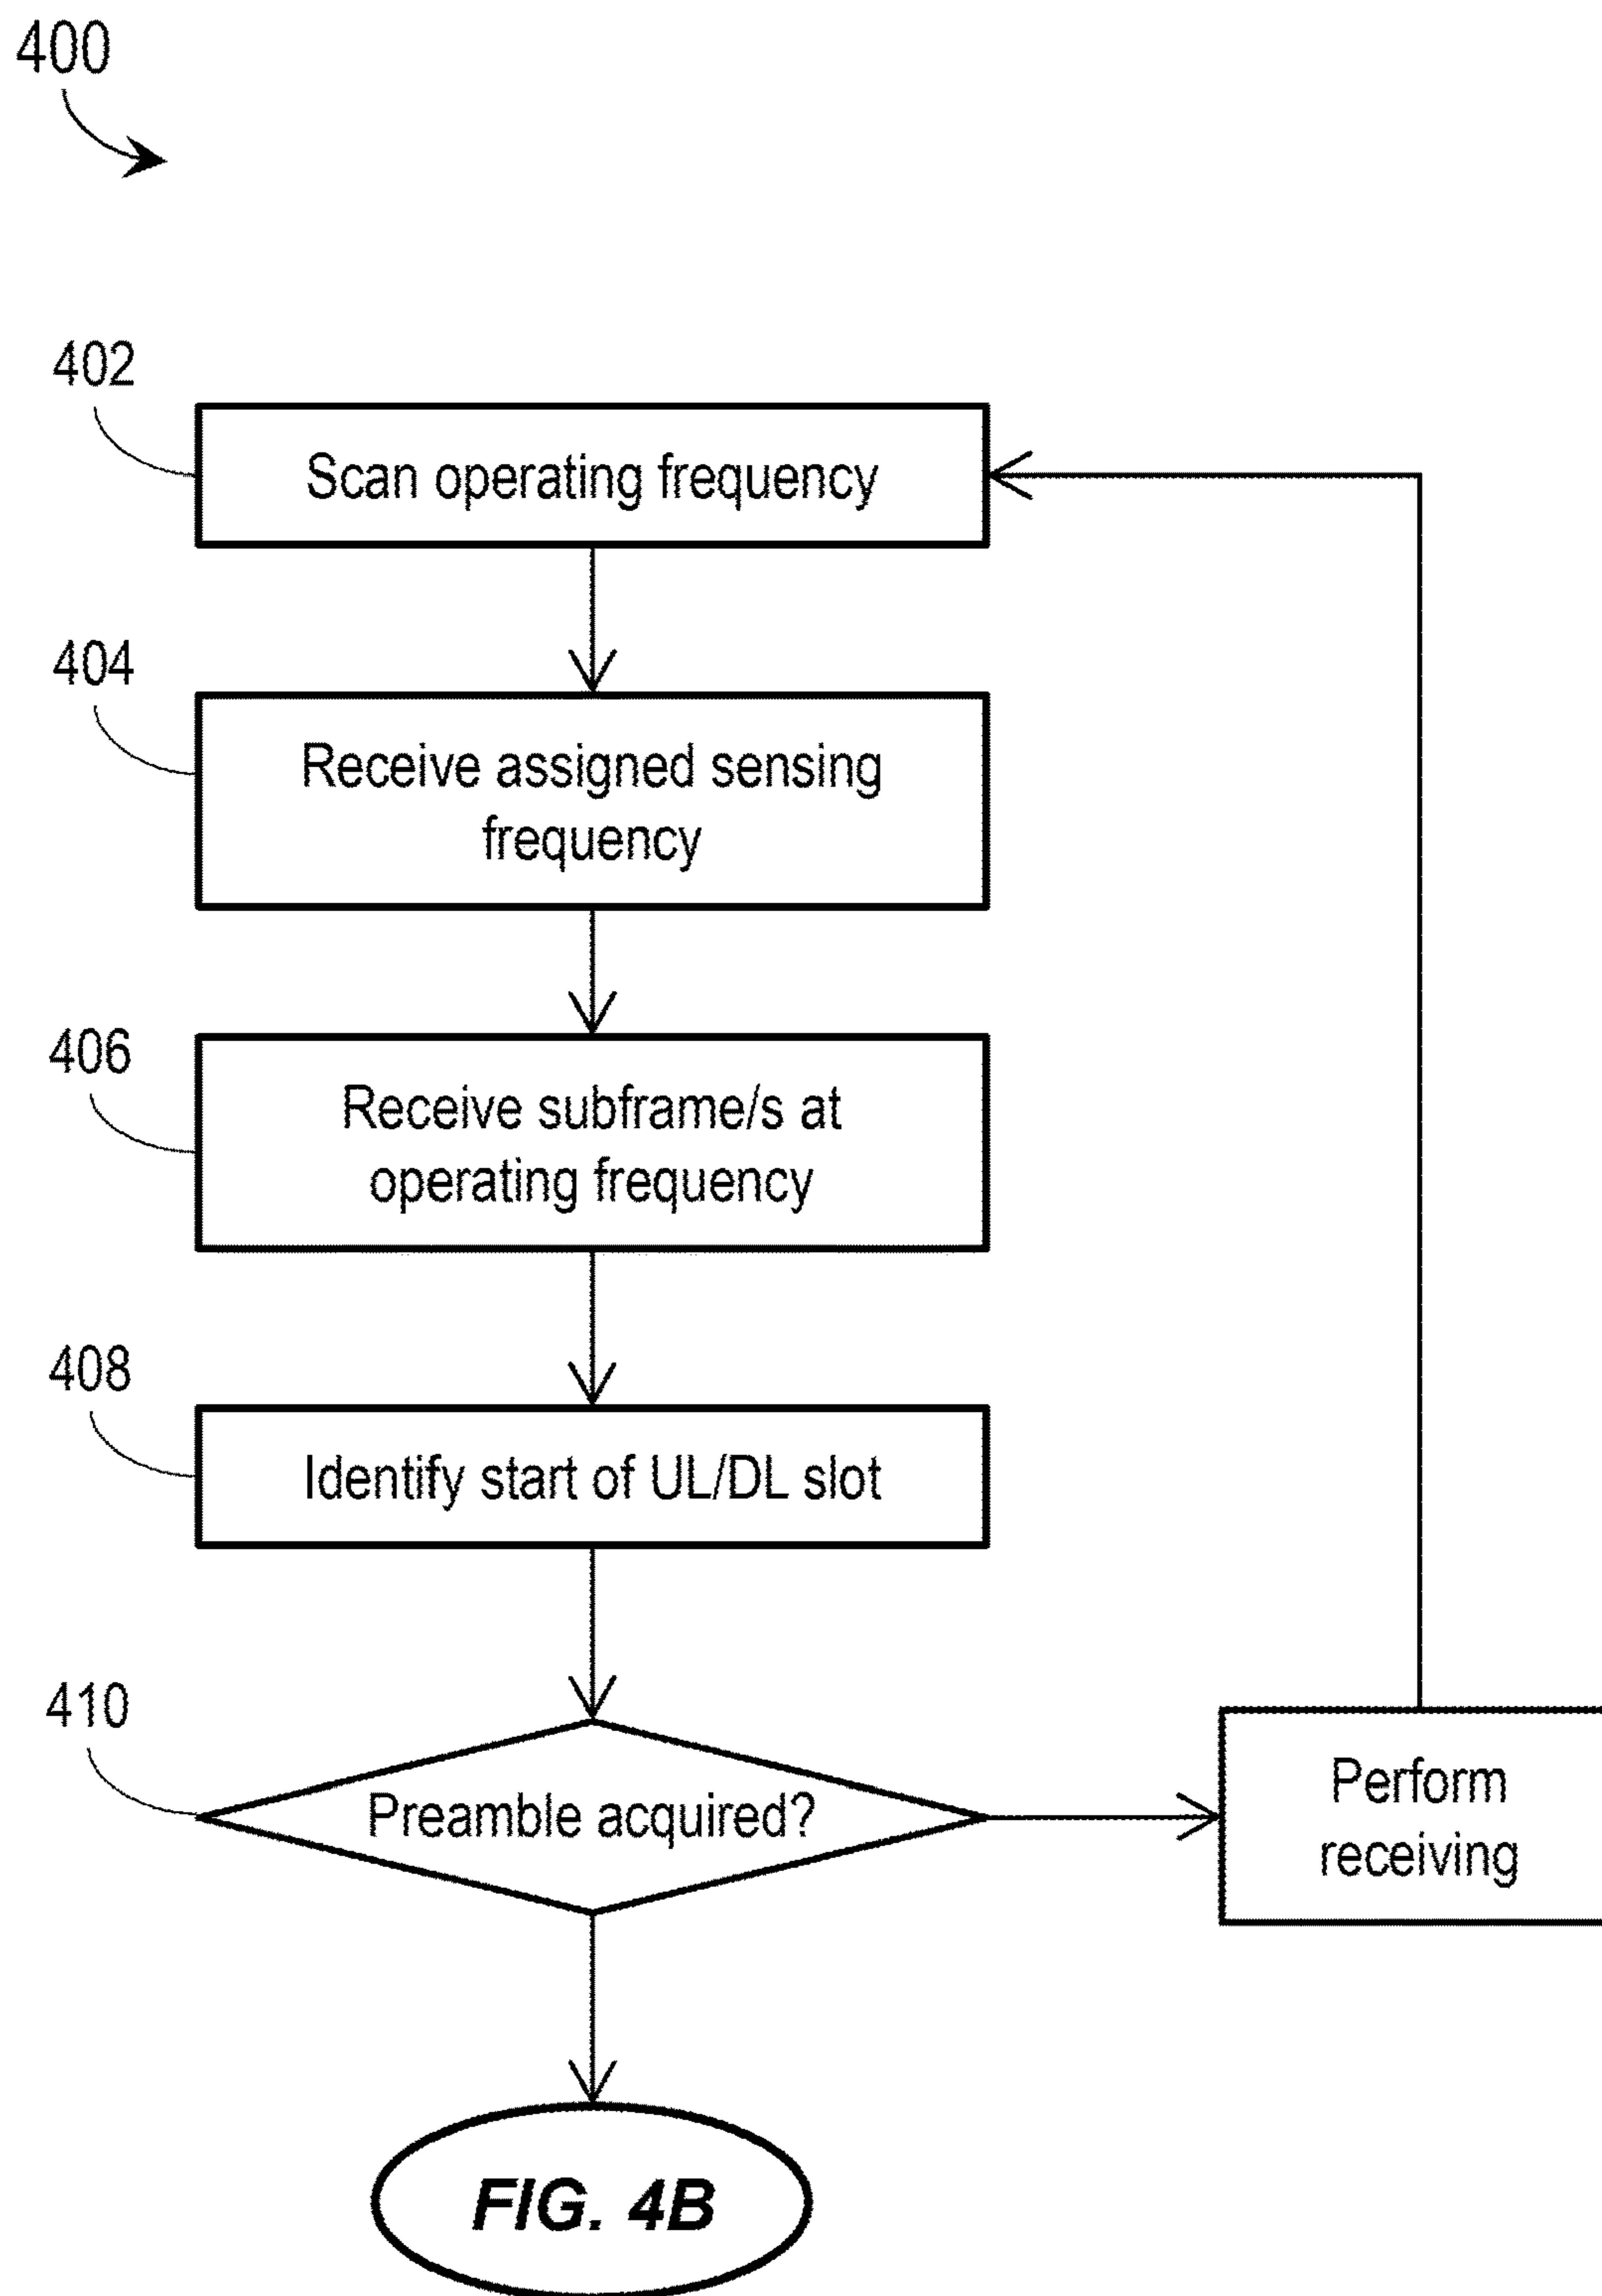 400
402
Scan operating frequency
404
Receive assigned sensing
frequency
406
Receive subframe/s at
operating frequency
408
Identify start of UL/DL slot
410
Preamble acquired?
Perform
receiving
FIG. 4B